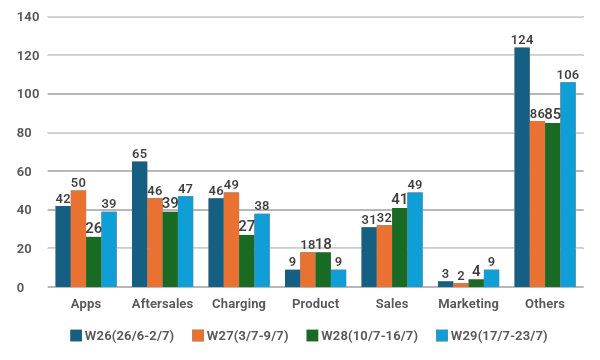 140
120
100
80
60
40
20
0
42 50 26 39
65 46 39 47
46 49 27 38
9 18 18 9
31 32 41 49
3 2 4 9
124 86 85 106
Apps Aftersales Charging Product Sales Marketing Others
W26(26/6-2/7) W27(3/7-9/7) W28(10/7-16/7) W29(17/7-23/7)